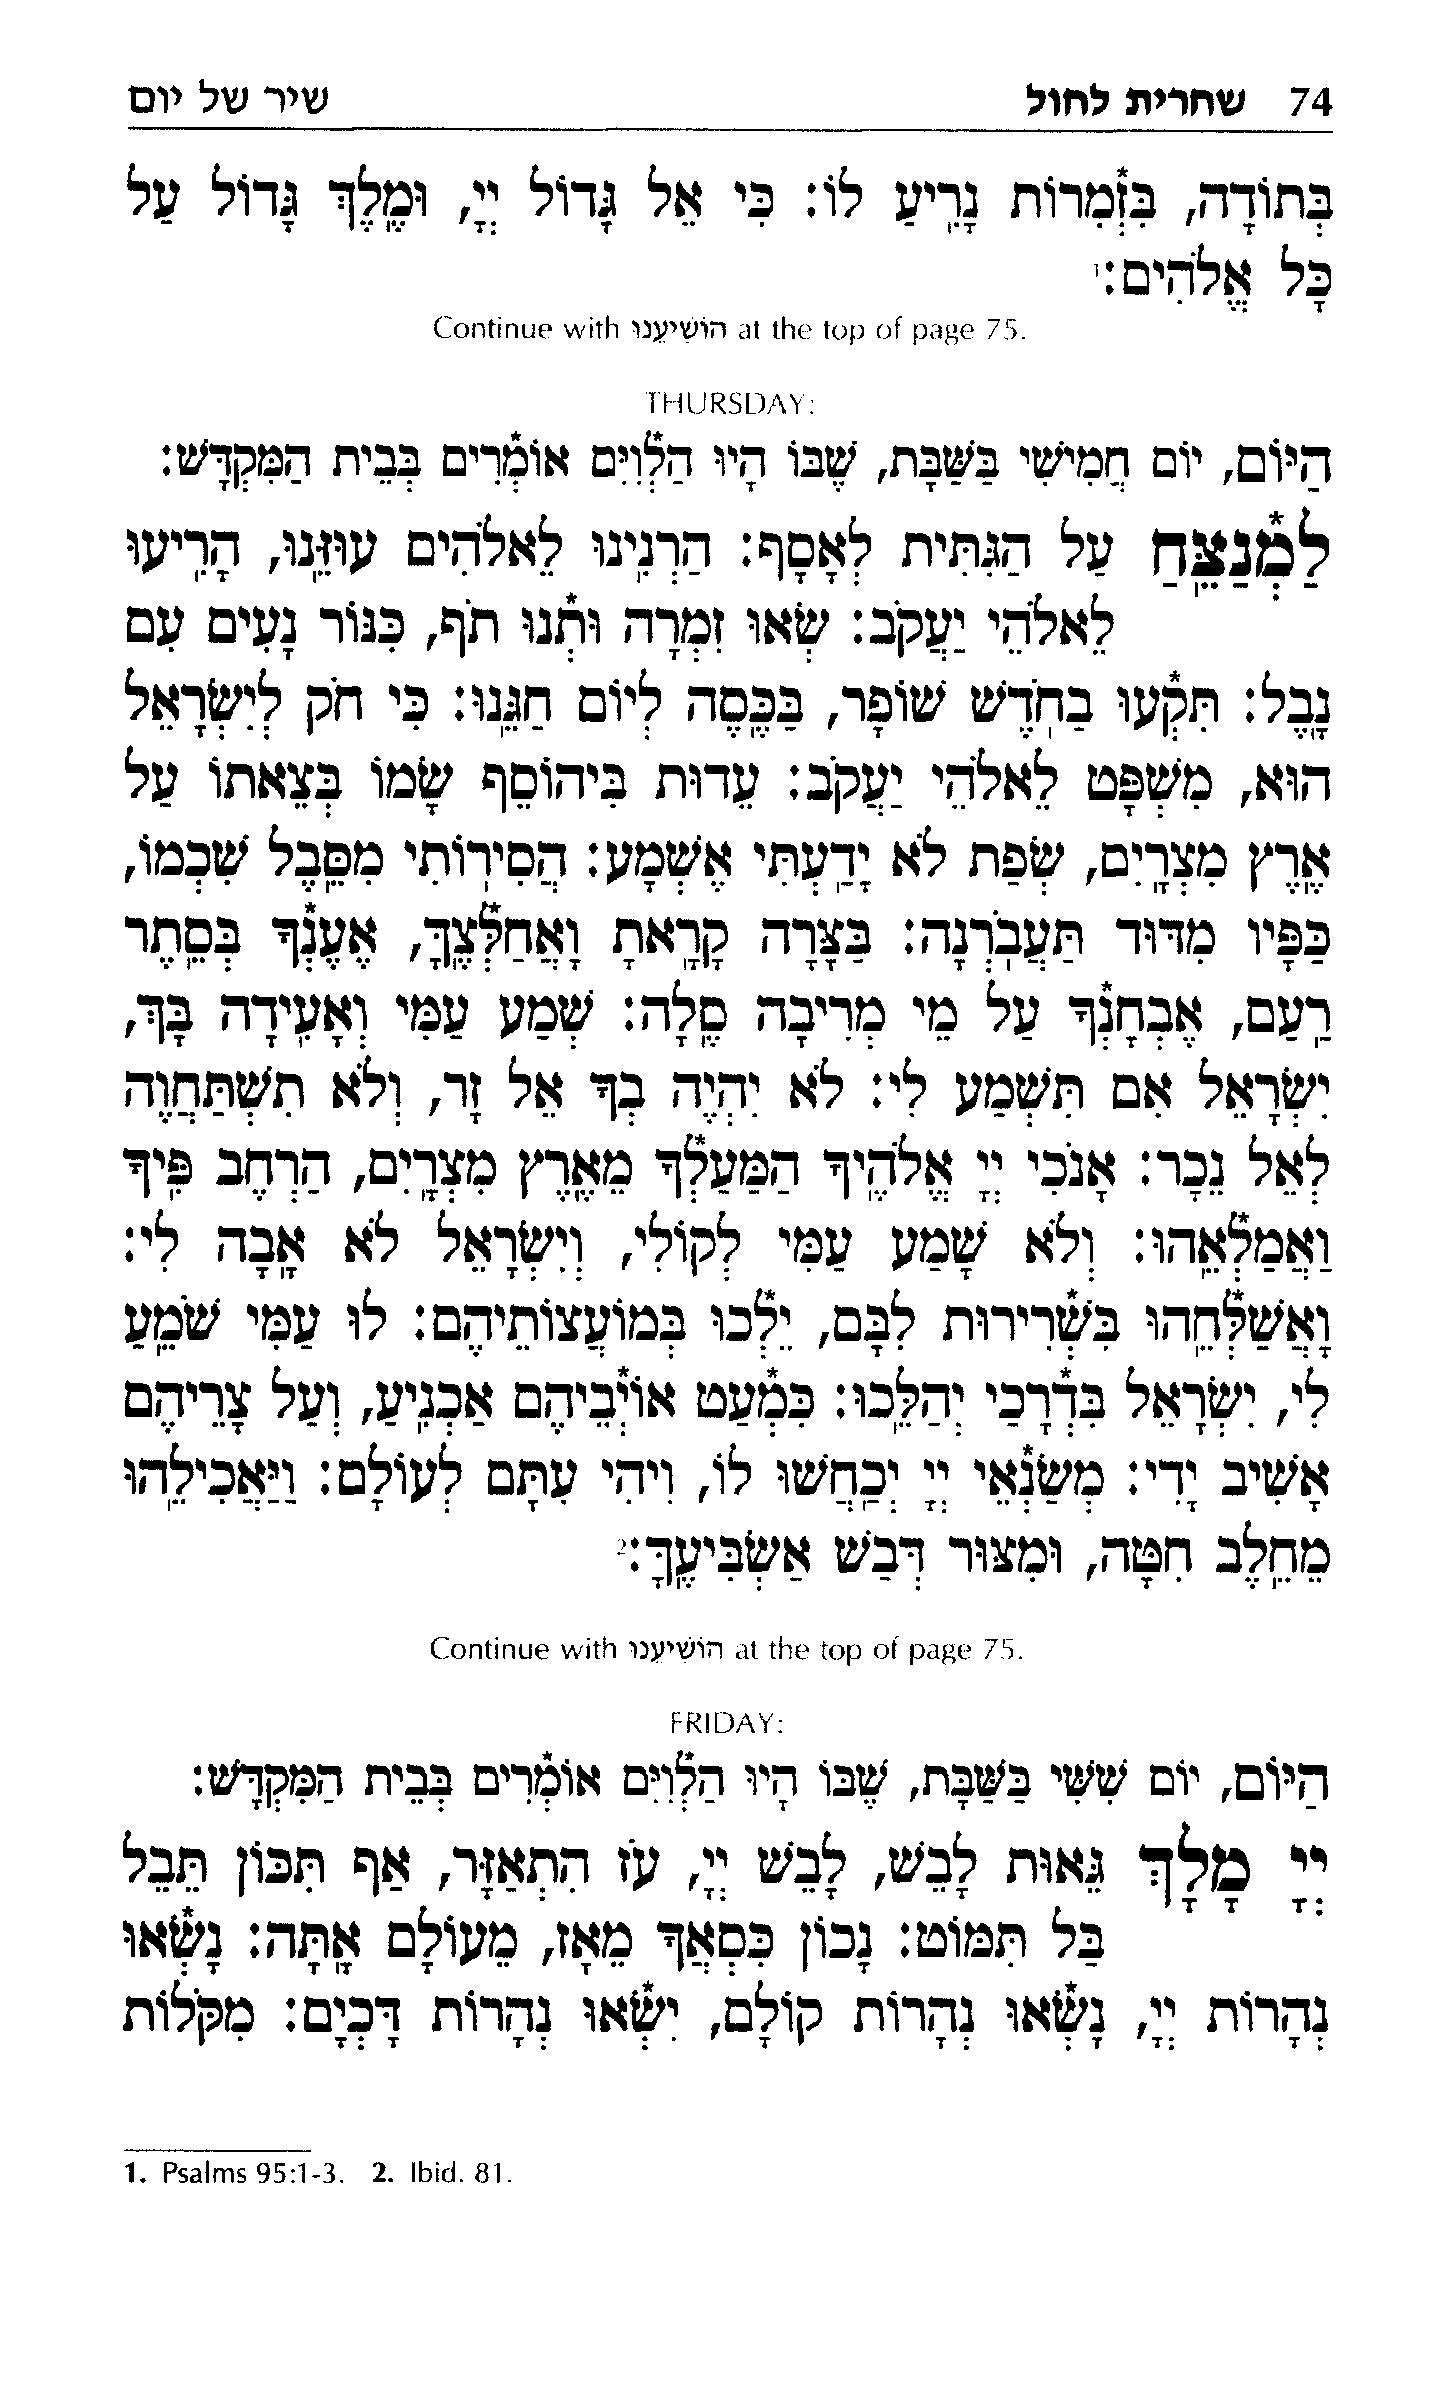 74 שחרית לחול שיר של יום
בְּתוֹדָה, בִּזְמִרוֹת נָרִיעַ לוֹ: כִּי אֵל גָּדוֹל יְיָ, וּמֶלֶךְ גָּדוֹל עַל
כָּל אֱלֹהִים:¹
Continue with הוֹשִׁיעֵנוּ at the top of page 75.
THURSDAY:
הַיּוֹם, יוֹם חֲמִישִׁי בַּשַּׁבָּת, שֶׁבּוֹ הָיוּ הַלְוִיִּם אוֹמְרִים בְּבֵית הַמִּקְדָּשׁ:
לַמְנַצֵּחַ עַל הַגִּתִּית לְאָסָף: הַרְנִינוּ לֵאלֹהִים עוּזֵּנוּ, הָרִיעוּ
לֵאלֹהֵי יַעֲקֹב: שְׂאוּ זִמְרָה וּתְנוּ תֹף, כִּנּוֹר נָעִים עִם
נָבֶל: תִּקְעוּ בַחֹדֶשׁ שׁוֹפָר, בַּכֶּסֶה לְיוֹם חַגֵּנוּ: כִּי חֹק לְיִשְׂרָאֵל
הוּא, מִשְׁפָּט לֵאלֹהֵי יַעֲקֹב: עֵדוּת בִּיהוֹסֵף שָׂמוֹ בְּצֵאתוֹ עַל
אֶרֶץ מִצְרָיִם, שְׂפַת לֹא יָדַעְתִּי אֶשְׁמָע: הֲסִירוֹתִי מִסֵּבֶל שִׁכְמוֹ,
כַּפָּיו מִדּוּד תַּעֲבֹרְנָה: בַּצָּרָה קָרָאתָ וָאֲחַלְּצֶךָּ, אֶעֶנְךָ בְּסֵתֶר
רַעַם, אֶבְחָנְךָ עַל מֵי מְרִיבָה סֶלָה: שְׁמַע עַמִּי וְאָעִידָה בָּךְ,
יִשְׂרָאֵל אִם תִּשְׁמַע לִי: לֹא יִהְיֶה בְךָ אֵל זָר, וְלֹא תִשְׁתַּחֲוֶה
לְאֵל נֵכָר: אָנֹכִי יְיָ אֱלֹהֶיךָ הַמַּעַלְךָ מֵאֶרֶץ מִצְרָיִם, הַרְחֶב פִּיךָ
וַאֲמַלְאֵהוּ: וְלֹא שָׁמַע עַמִּי לְקוֹלִי, וְיִשְׂרָאֵל לֹא אָבָה לִי:
וָאֲשַׁלְּחֵהוּ בִּשְׁרִירוּת לִבָּם, יֵלְכוּ בְּמוֹעֲצוֹתֵיהֶם: לוּ עַמִּי שֹׁמֵעַ
לִי, יִשְׂרָאֵל בִּדְרָכַי יְהַלֵּכוּ: כִּמְעַט אוֹיְבֵיהֶם אַכְנִיעַ, וְעַל צָרֵיהֶם
אָשִׁיב יָדִי: מְשַׂנְאֵי יְיָ יְכַחֲשׁוּ לוֹ, וִיהִי עִתָּם לְעוֹלָם: וַיַּאֲכִילֵהוּ
מֵחֵלֶב חִטָּה, וּמִצּוּר דְּבַשׁ אַשְׂבִּיעֶךָ:²
Continue with הוֹשִׁיעֵנוּ at the top of page 75.
FRIDAY:
הַיּוֹם, יוֹם שִׁשִּׁי בַּשַּׁבָּת, שֶׁבּוֹ הָיוּ הַלְוִיִּם אוֹמְרִים בְּבֵית הַמִּקְדָּשׁ:
יְיָ מָלָךְ גֵּאוּת לָבֵשׁ, לָבֵשׁ יְיָ, עֹז הִתְאַזָּר, אַף תִּכּוֹן תֵּבֵל
בַּל תִּמּוֹט: נָכוֹן כִּסְאֲךָ מֵאָז, מֵעוֹלָם אָתָּה: נָשְׂאוּ
נְהָרוֹת יְיָ, נָשְׂאוּ נְהָרוֹת קוֹלָם, יִשְׂאוּ נְהָרוֹת דָּכְיָם: מִקֹּלוֹת
1. Psalms 95:1-3. 2. Ibid. 81.